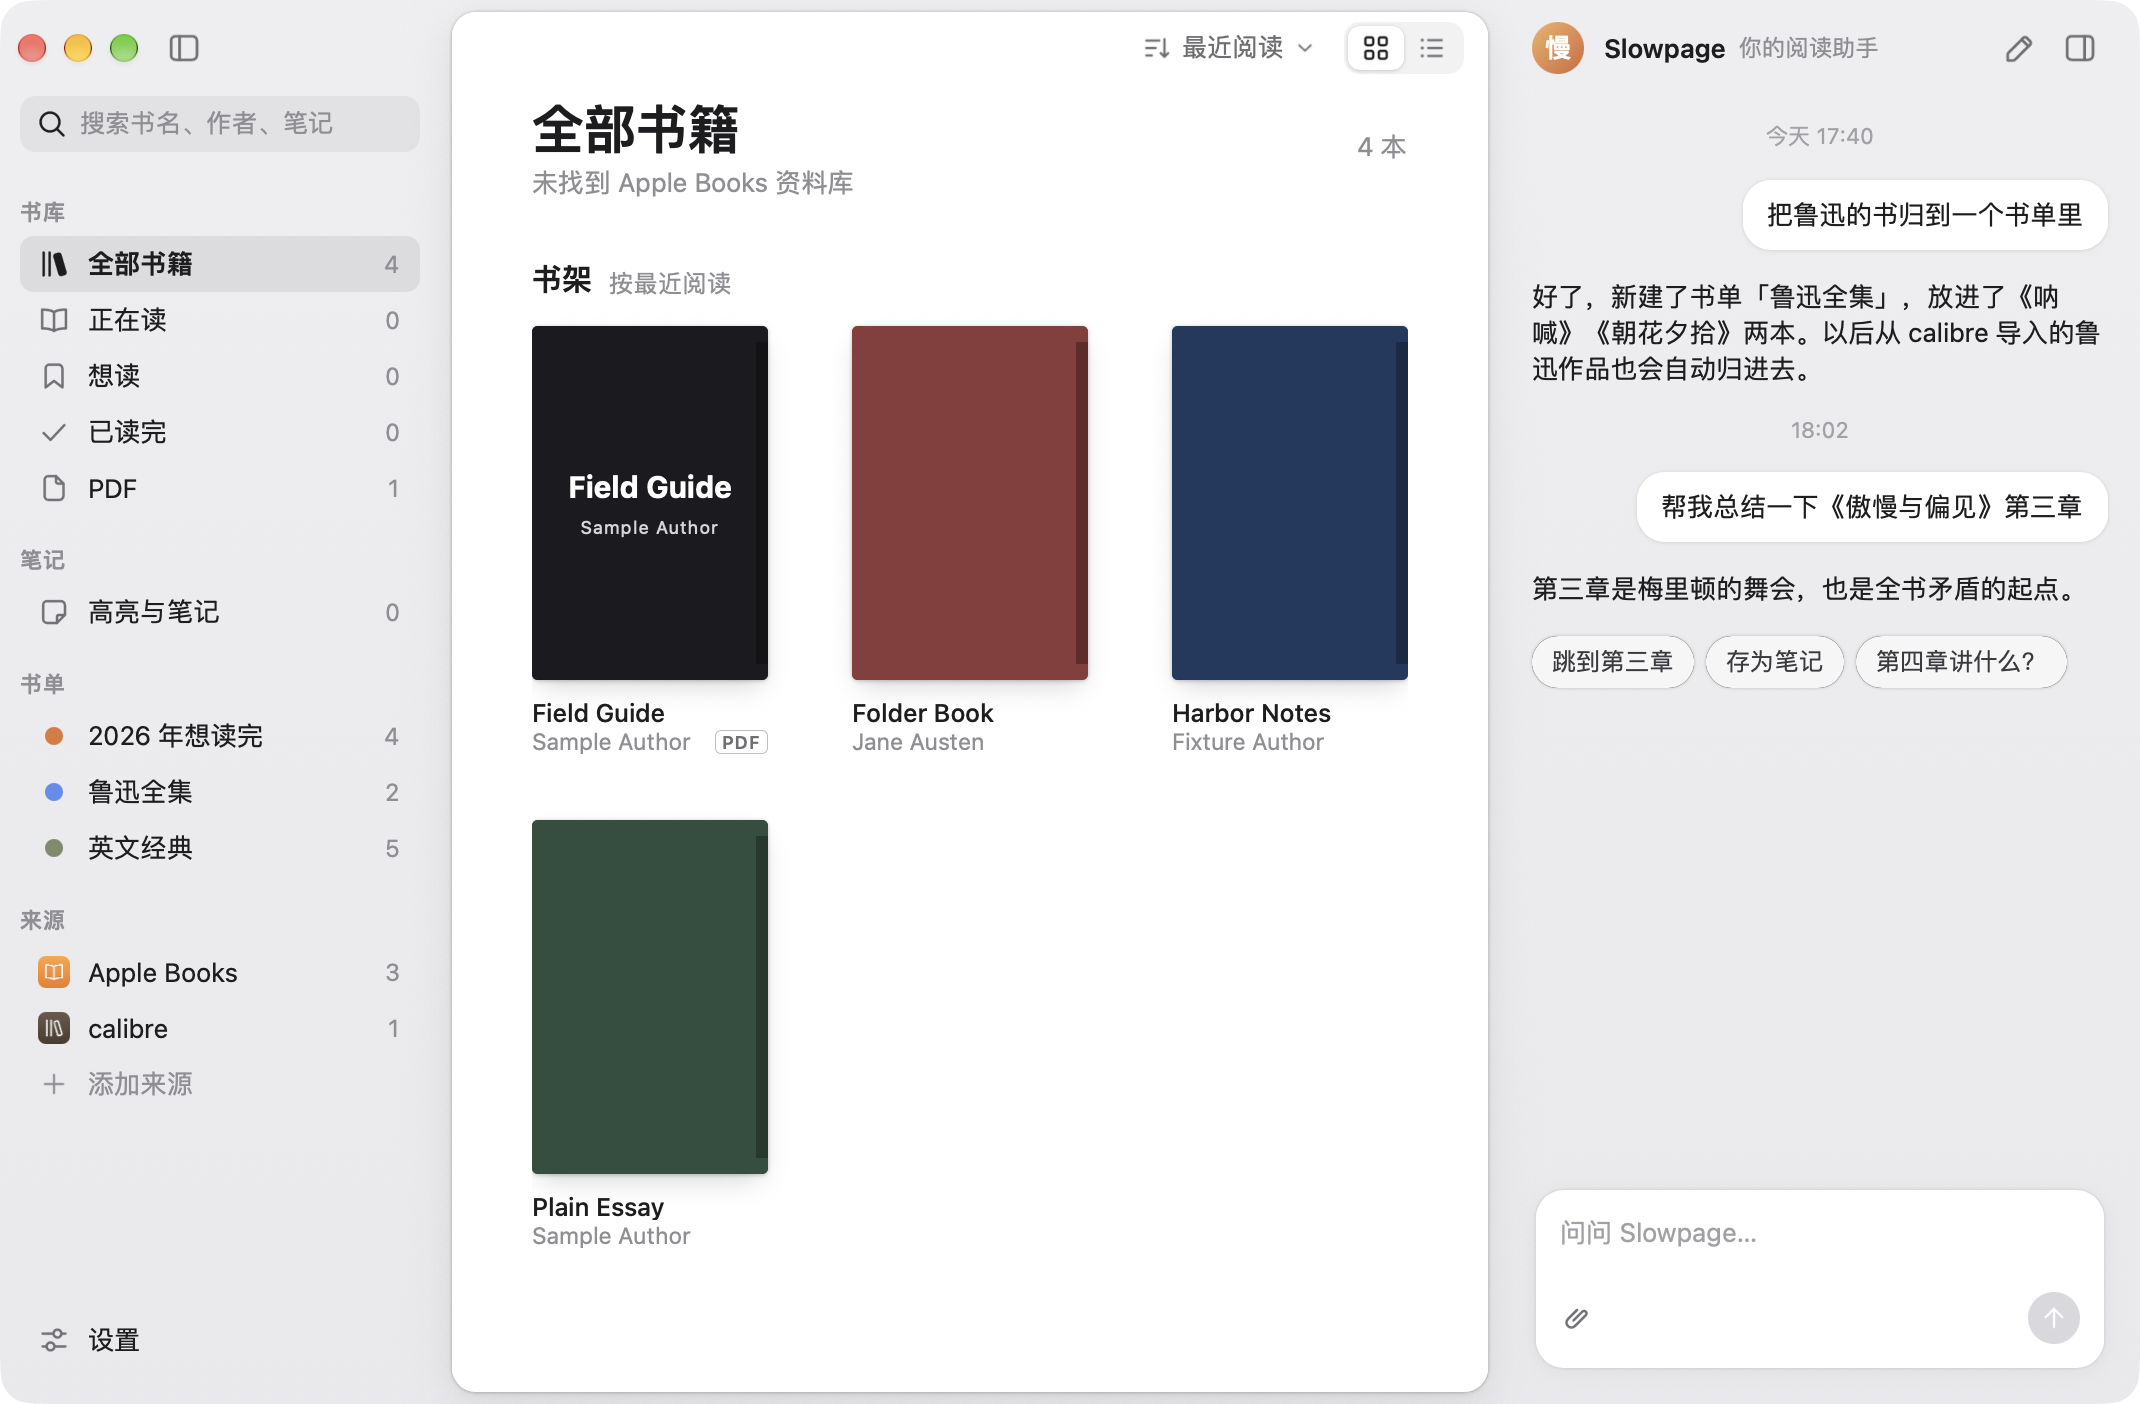 搜索书名、作者、笔记
书库
全部书籍 4
正在读 0
想读 0
已读完 0
PDF 1
笔记
高亮与笔记 0
书单
2026 年想读完 4
鲁迅全集 2
英文经典 5
来源
Apple Books 3
calibre 1
添加来源
设置
最近阅读
全部书籍
4 本
未找到 Apple Books 资料库
书架 按最近阅读
Field Guide
Sample Author
Field Guide
Sample Author PDF
Folder Book
Jane Austen
Harbor Notes
Fixture Author
Plain Essay
Sample Author
慢 Slowpage 你的阅读助手
今天 17:40
把鲁迅的书归到一个书单里
好了，新建了书单「鲁迅全集」，放进了《呐
喊》《朝花夕拾》两本。以后从 calibre 导入的鲁
迅作品也会自动归进去。
18:02
帮我总结一下《傲慢与偏见》第三章
第三章是梅里顿的舞会，也是全书矛盾的起点。
跳到第三章 存为笔记 第四章讲什么？
问问 Slowpage...